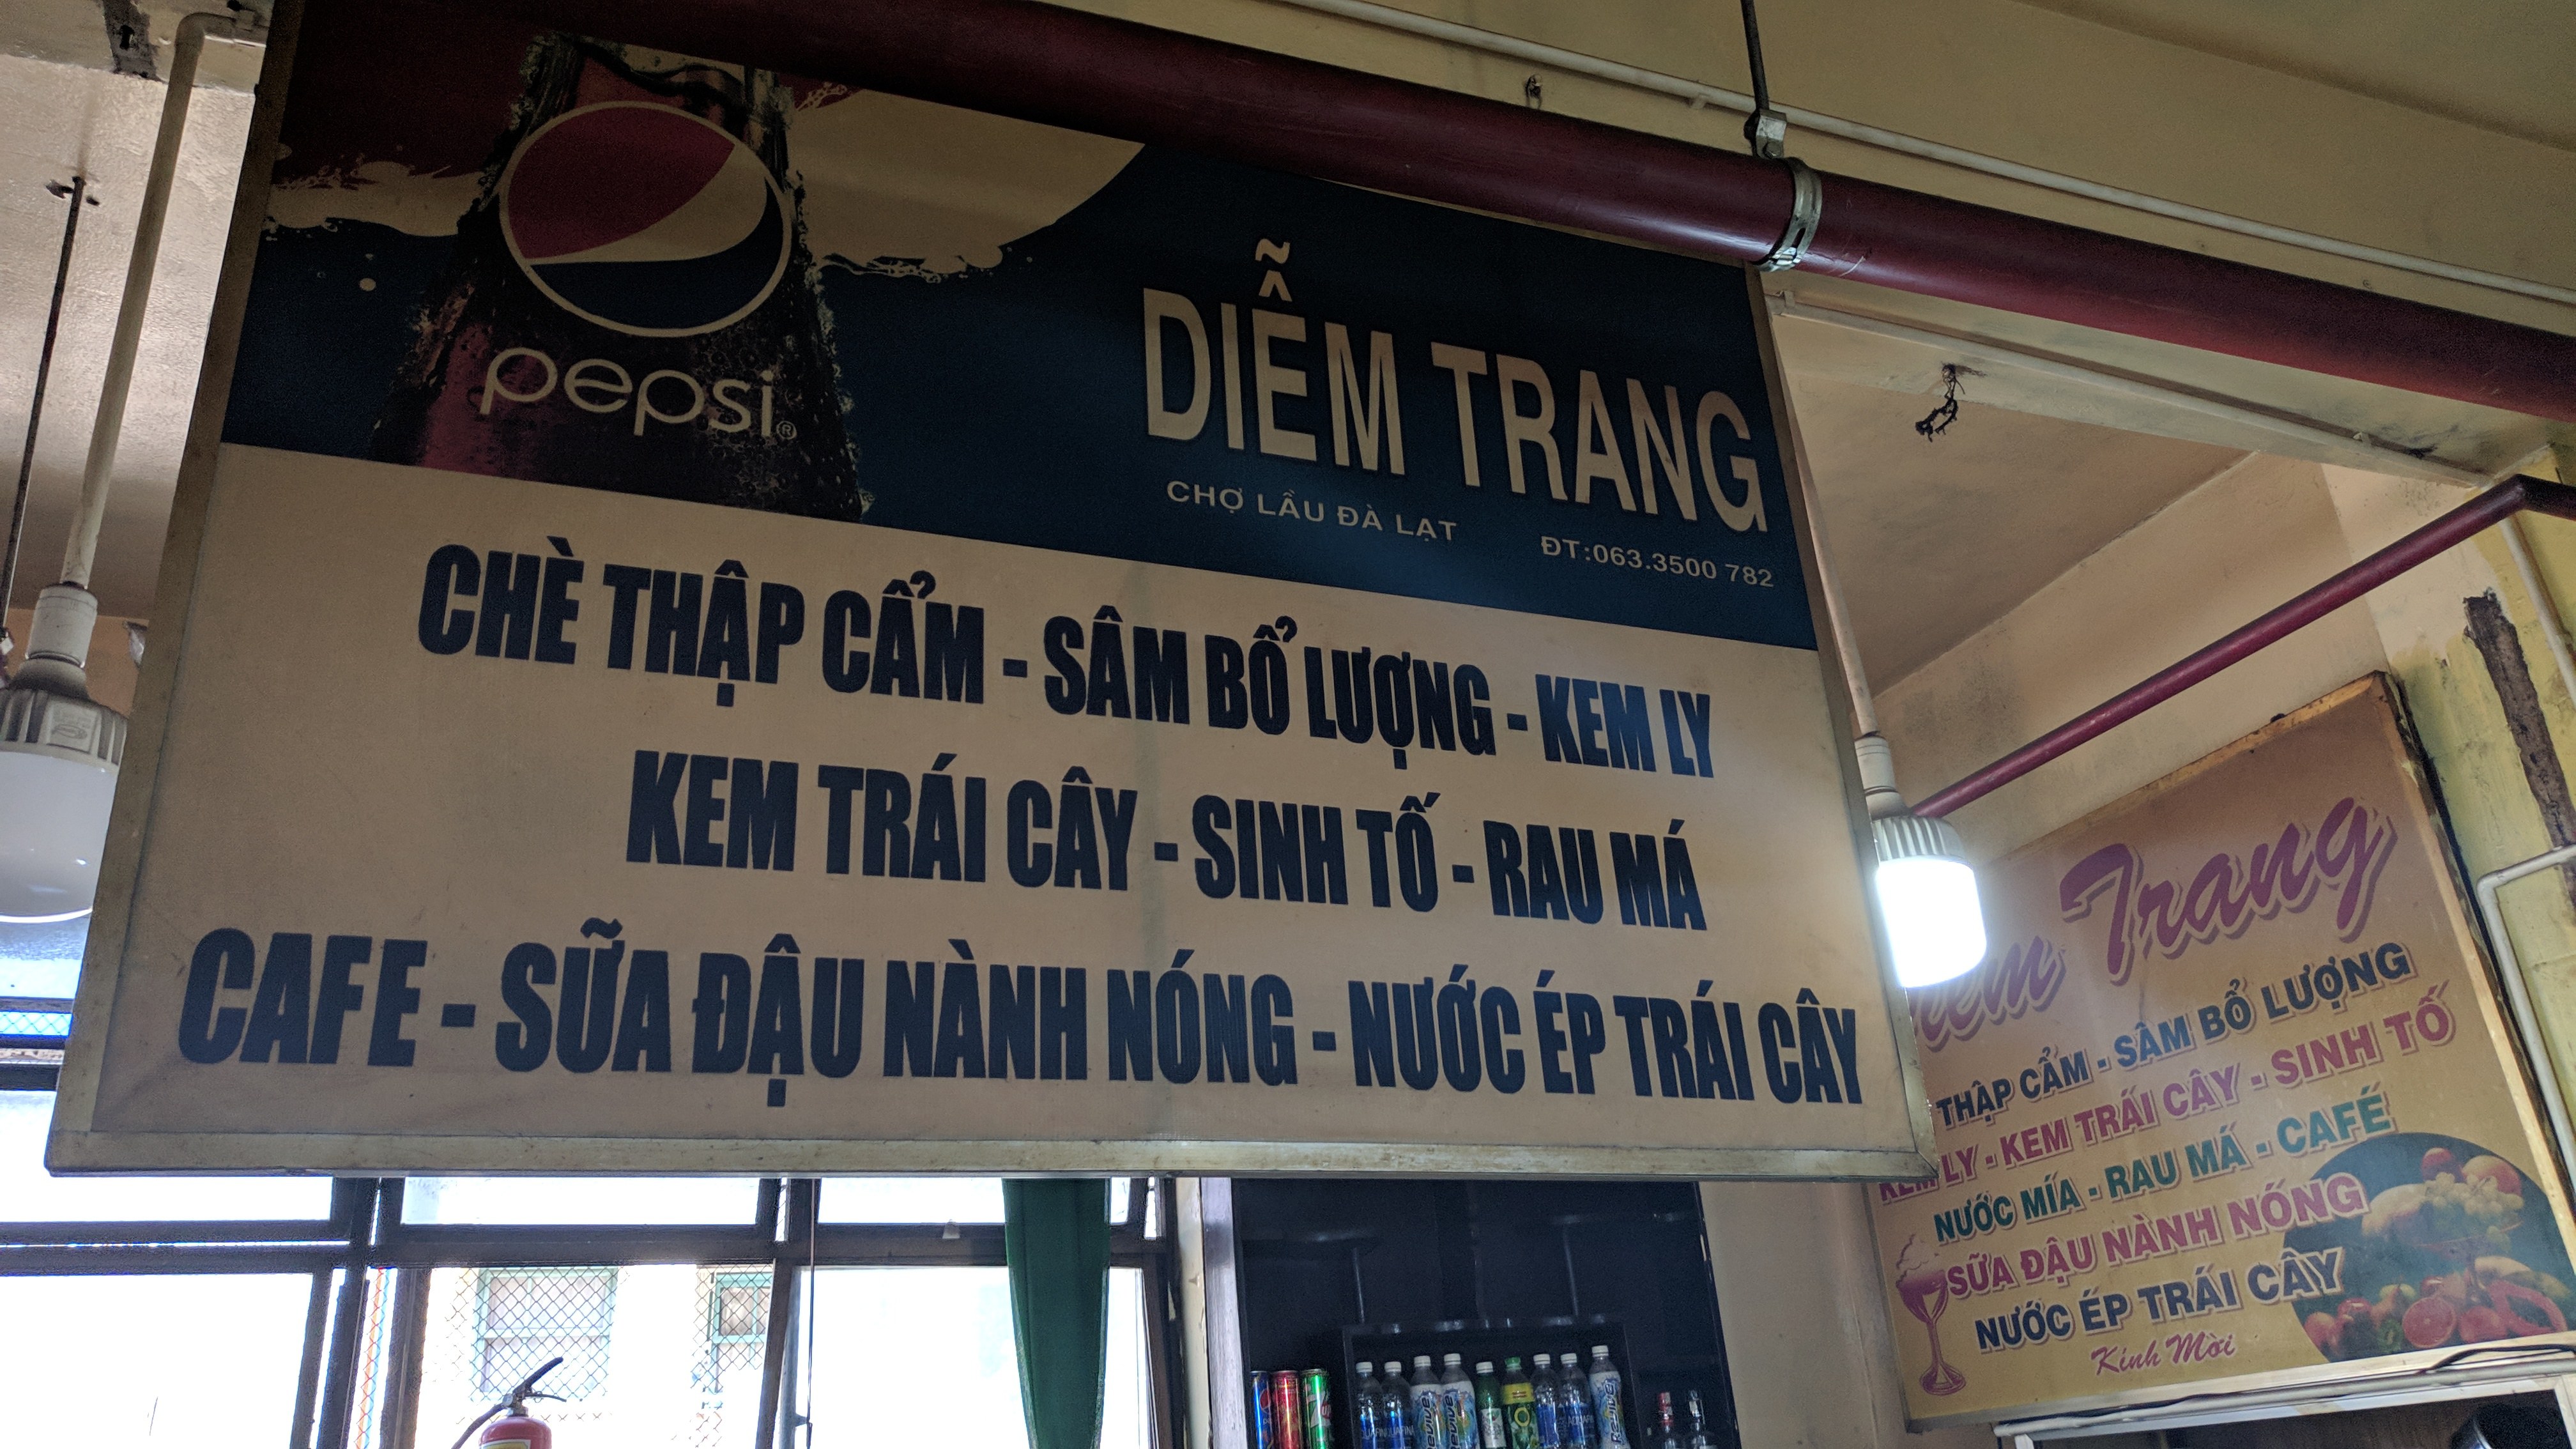 pepsi®
DIỄM TRANG
CHỢ LẦU ĐÀ LẠT
ĐT:063.3500 782
CHÈ THẬP CẨM - SÂM BỔ LƯỢNG - KEM LY
KEM TRÁI CÂY - SINH TỐ - RAU MÁ
CAFE - SỮA ĐẬU NÀNH NÓNG - NƯỚC ÉP TRÁI CÂY
Trang
THẬP CẨM - SÂM BỔ LƯỢNG
KEM LY - KEM TRÁI CÂY - SINH TỐ
NƯỚC MÍA - RAU MÁ - CAFÉ
SỮA ĐẬU NÀNH NÓNG
NƯỚC ÉP TRÁI CÂY
Kính Mời
Revive